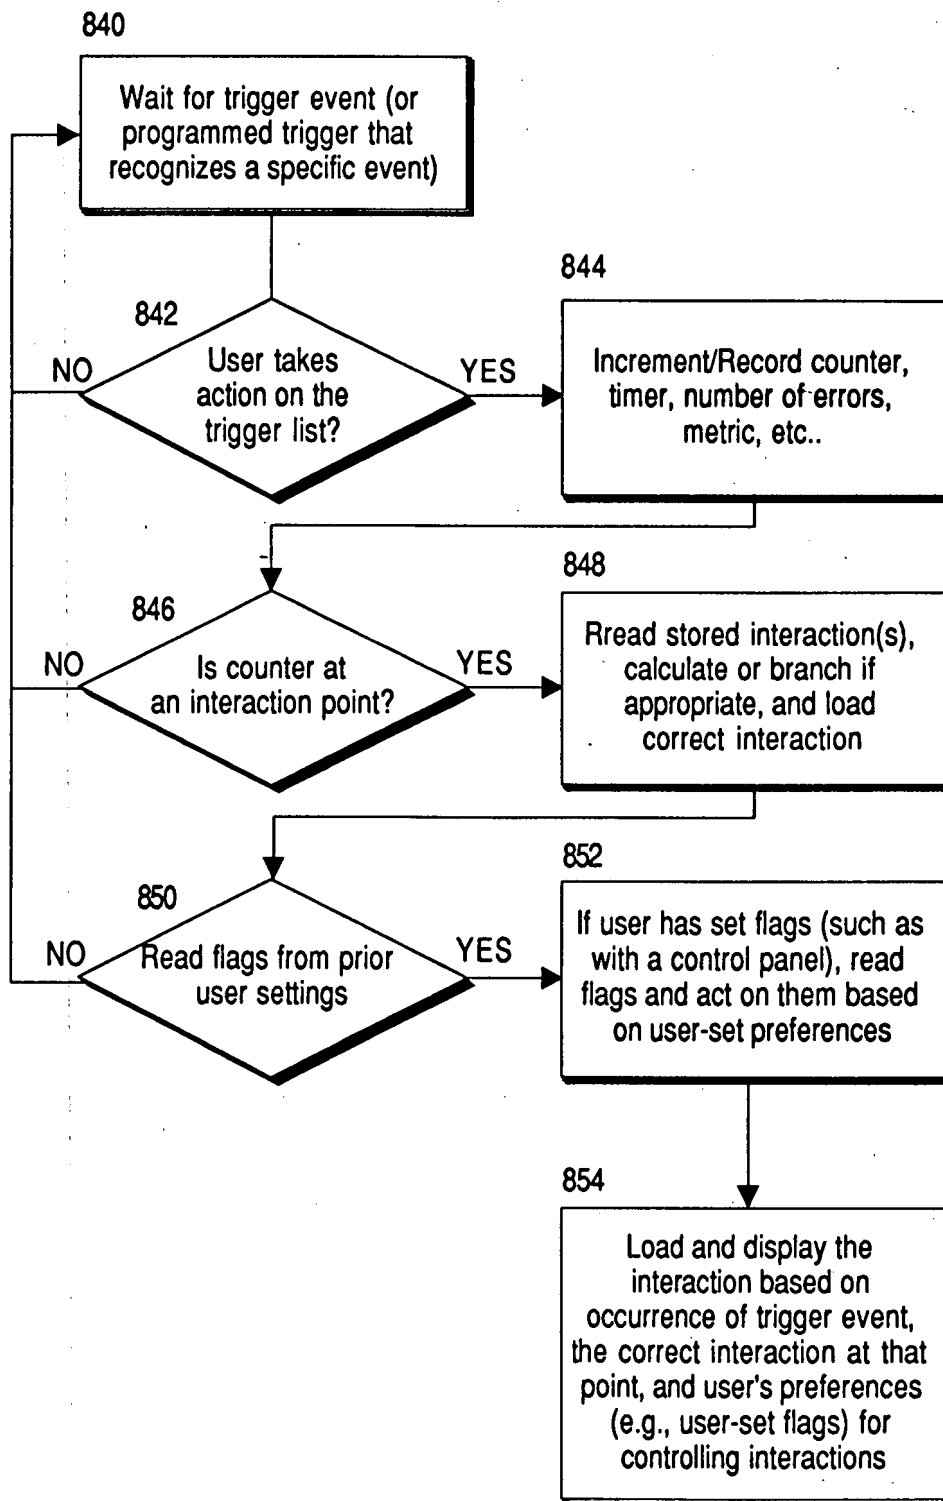 840
Wait for trigger event (or
programmed trigger that
recognizes a specific event)
842
NO
User takes
action on the
trigger list?
YES
844
Increment/Record counter,
timer, number of errors,
metric, etc..
846
NO
Is counter at
an interaction point?
YES
848
Rread stored interaction(s),
calculate or branch if
appropriate, and load
correct interaction
850
NO
Read flags from prior
user settings
YES
852
If user has set flags (such as
with a control panel), read
flags and act on them based
on user-set preferences
854
Load and display the
interaction based on
occurrence of trigger event,
the correct interaction at that
point, and user's preferences
(e.g., user-set flags) for
controlling interactions